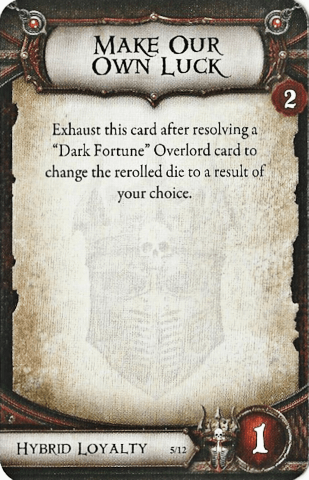 Make Our
Own Luck
2
Exhaust this card after resolving a
“Dark Fortune” Overlord card to
change the rerolled die to a result of
your choice.
Hybrid Loyalty 5/12
1